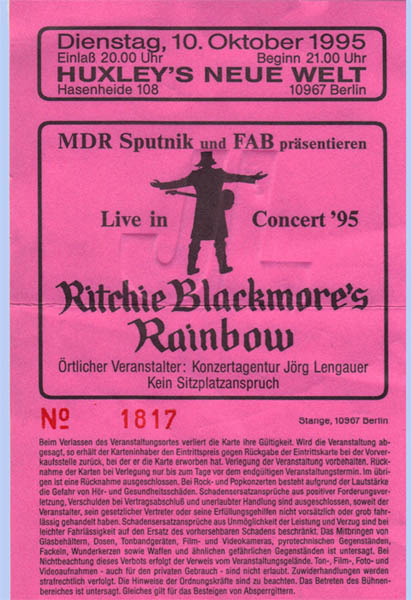 Dienstag, 10. Oktober 1995
Einlaß 20.00 Uhr Beginn 21.00 Uhr
HUXLEY'S NEUE WELT
Hasenheide 108 10967 Berlin
MDR Sputnik und FAB präsentieren
Live in Concert '95
Ritchie Blackmore's
Rainbow
Örtlicher Veranstalter: Konzertagentur Jörg Lengauer
Kein Sitzplatzanspruch
№ 1817
Stange, 10967 Berlin
Beim Verlassen des Veranstaltungsortes verliert die Karte ihre Gültigkeit. Wird die Veranstaltung ab-
gesagt, so erhält der Karteninhaber den Eintrittspreis gegen Rückgabe der Eintrittskarte bei der Vorver-
kaufsstelle zurück, bei der er die Karte erworben hat. Verlegung der Veranstaltung vorbehalten. Rück-
nahme der Karten bei Verlegung nur bis zum Tage vor dem endgültigen Veranstaltungstermin. Im übri-
gen ist eine Rücknahme ausgeschlossen. Bei Rock- und Popkonzerten besteht aufgrund der Lautstärke
die Gefahr von Hör- und Gesundheitsschäden. Schadensersatzansprüche aus positiver Forderungsver-
letzung, Verschulden bei Vertragsabschluß und unerlaubter Handlung sind ausgeschlossen, soweit der
Veranstalter, sein gesetzlicher Vertreter oder seine Erfüllungsgehilfen nicht vorsätzlich oder grob fahr-
lässig gehandelt haben. Schadensersatzansprüche aus Unmöglichkeit der Leistung und Verzug sind bei
leichter Fahrlässigkeit auf den Ersatz des vorhersehbaren Schadens beschränkt. Das Mitbringen von
Glasbehältern, Dosen, Tonbandgeräten, Film- und Videokameras, pyrotechnischen Gegenständen,
Fackeln, Wunderkerzen sowie Waffen und ähnlichen gefährlichen Gegenständen ist untersagt. Bei
Nichtbeachtung dieses Verbots erfolgt der Verweis vom Veranstaltungsgelände. Ton-, Film-, Foto- und
Videoaufnahmen - auch für den privaten Gebrauch - sind nicht erlaubt. Zuwiderhandlungen werden
strafrechtlich verfolgt. Die Hinweise der Ordnungskräfte sind zu beachten. Das Betreten des Bühnen-
bereiches ist untersagt. Gleiches gilt für das Besteigen von Absperrgittern.